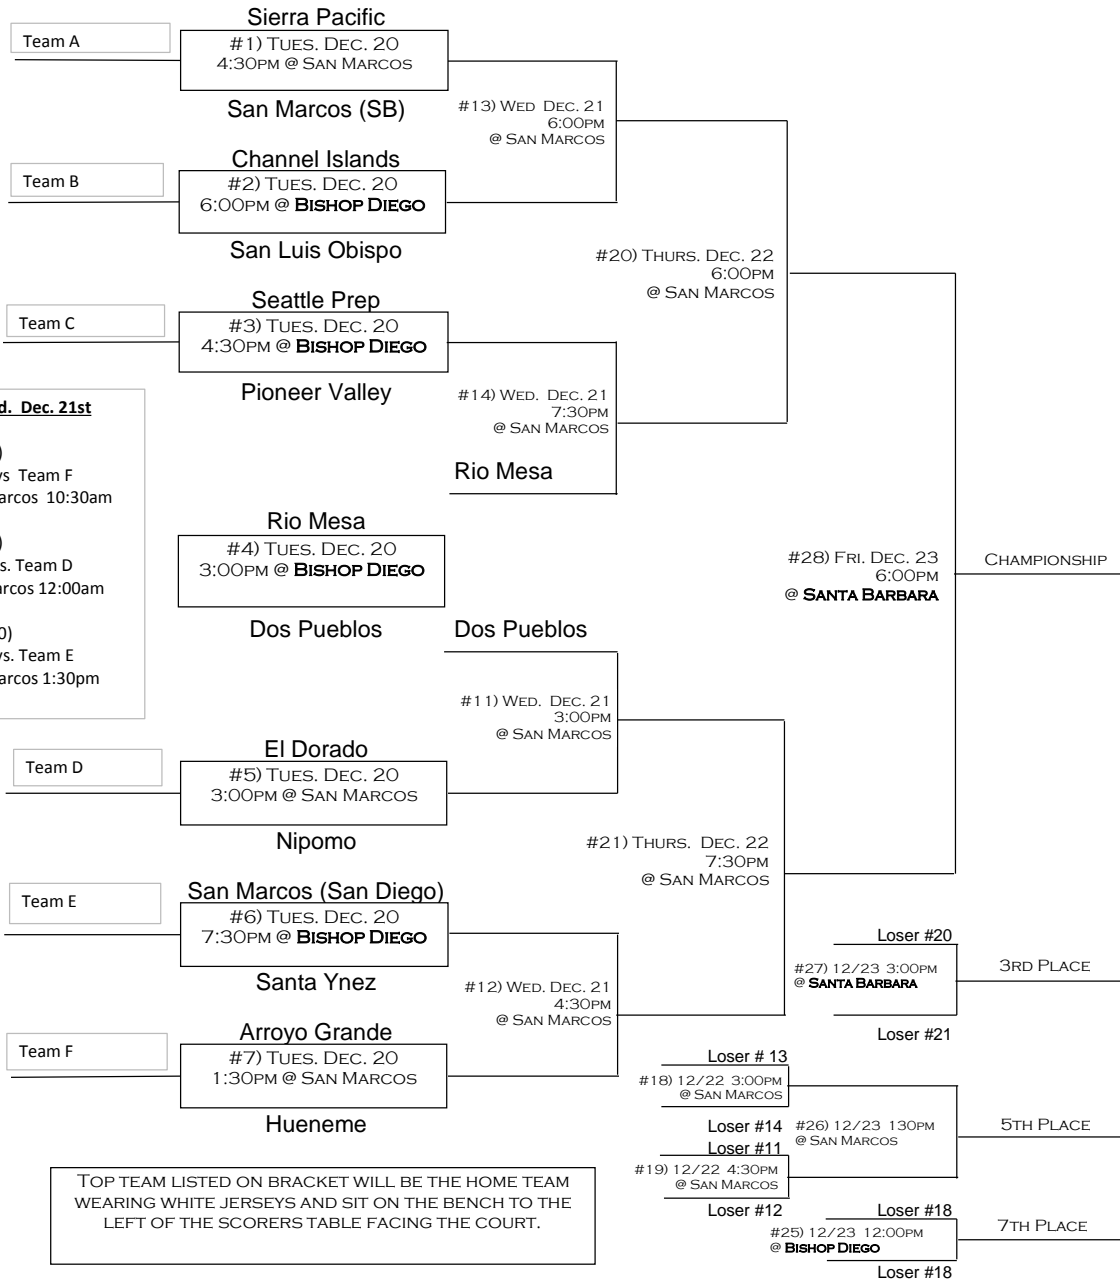 Sierra Pacific
Team A
#1) Tues. Dec. 20
4:30pm @ San Marcos
San Marcos (SB)
#13) Wed Dec. 21
6:00pm
@ San Marcos
Channel Islands
Team B
#2) Tues. Dec. 20
6:00pm @ Bishop Diego
San Luis Obispo
#20) Thurs. Dec. 22
6:00pm
@ San Marcos
Seattle Prep
Team C
#3) Tues. Dec. 20
4:30pm @ Bishop Diego
Pioneer Valley
#14) Wed. Dec. 21
7:30pm
@ San Marcos
Rio Mesa
d. Dec. 21st
)
vs Team F
arcos 10:30am
)
s. Team D
arcos 12:00am
0)
vs. Team E
arcos 1:30pm
Rio Mesa
#4) Tues. Dec. 20
3:00pm @ Bishop Diego
Dos Pueblos
Dos Pueblos
#28) Fri. Dec. 23
6:00pm
@ Santa Barbara
Championship
#11) Wed. Dec. 21
3:00pm
@ San Marcos
El Dorado
Team D
#5) Tues. Dec. 20
3:00pm @ San Marcos
Nipomo
#21) Thurs. Dec. 22
7:30pm
@ San Marcos
San Marcos (San Diego)
Team E
#6) Tues. Dec. 20
7:30pm @ Bishop Diego
Santa Ynez
#12) Wed. Dec. 21
4:30pm
@ San Marcos
Loser #20
#27) 12/23 3:00pm
@ Santa Barbara
3rd Place
Loser #21
Arroyo Grande
Team F
#7) Tues. Dec. 20
1:30pm @ San Marcos
Hueneme
Loser # 13
#18) 12/22 3:00pm
@ San Marcos
Loser #14
#26) 12/23 130pm
@ San Marcos
5th Place
Loser #11
#19) 12/22 4:30pm
@ San Marcos
Loser #12
Loser #18
#25) 12/23 12:00pm
@ Bishop Diego
7th Place
Loser #18
Top team listed on bracket will be the home team
wearing white jerseys and sit on the bench to the
left of the scorers table facing the court.